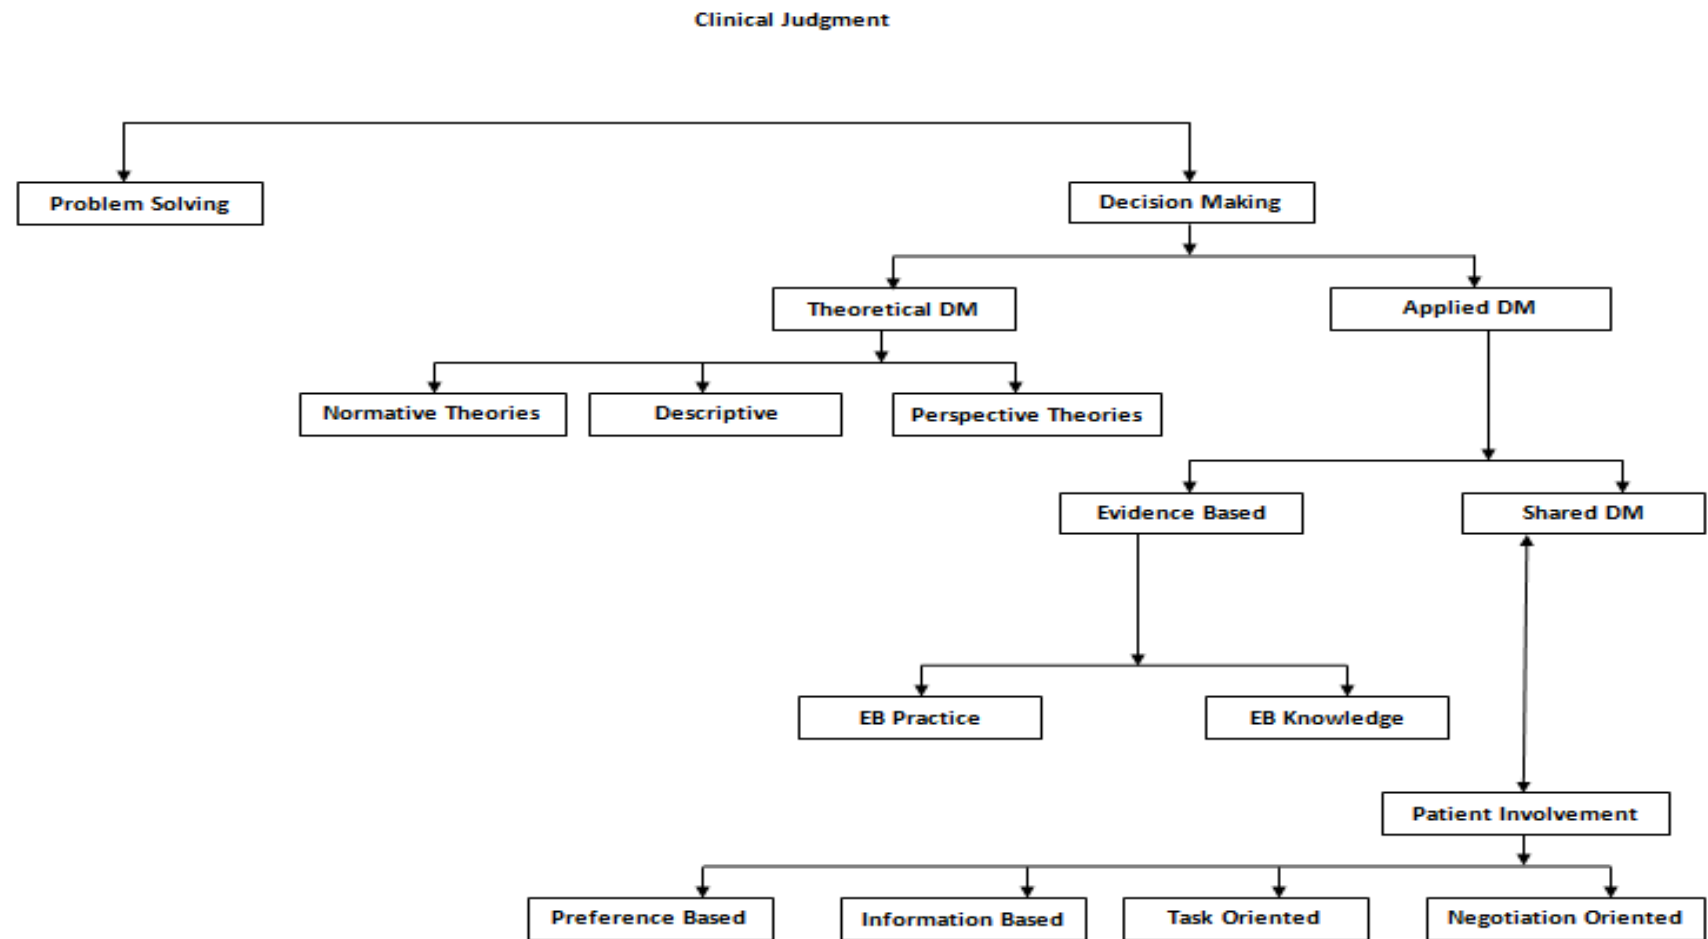 Clinical Judgment
Problem Solving
Decision Making
Theoretical DM
Applied DM
Normative Theories
Descriptive
Perspective Theories
Evidence Based
Shared DM
EB Practice
EB Knowledge
Patient Involvement
Preference Based
Information Based
Task Oriented
Negotiation Oriented